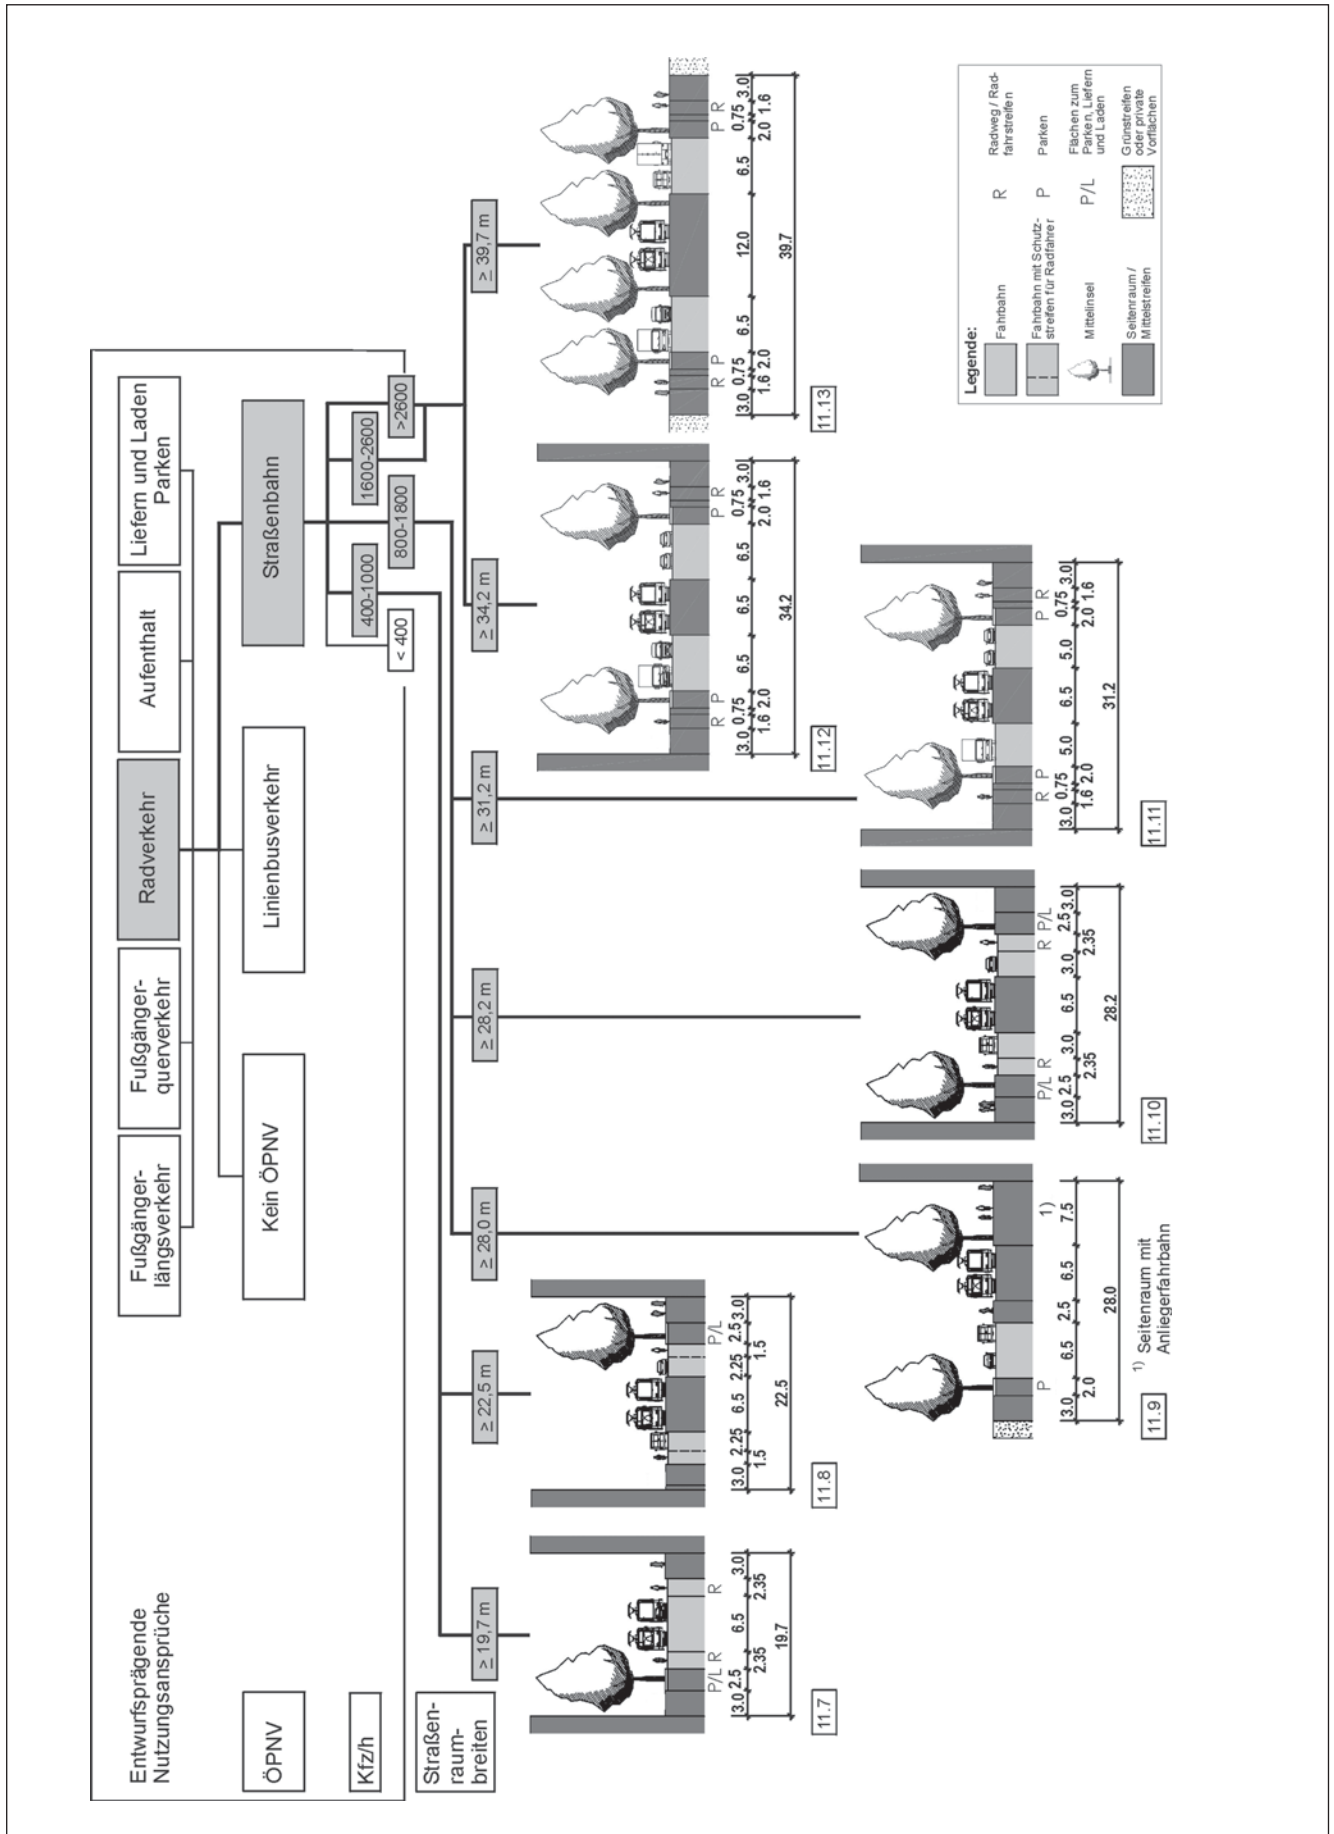 Entwurfsprägende
Nutzungsansprüche
Fußgänger-
längsverkehr
Fußgänger-
querverkehr
Radverkehr
Aufenthalt
Liefern und Laden
Parken
ÖPNV
Kein ÖPNV
Linienbusverkehr
Straßenbahn
Kfz/h
< 400
400-1000
800-1800
1600-2600
>2600
Straßen-
raum-
breiten
≥ 19,7 m
≥ 22,5 m
≥ 28,0 m
≥ 28,2 m
≥ 31,2 m
≥ 34,2 m
≥ 39,7 m
P/L R R
3.0 2.5 6.5 3.0
2.35 2.35
19.7
11.7
P/L
3.0 2.25 6.5 2.25 2.5 3.0
1.5 1.5
22.5
11.8
R P P R
3.0 0.75 6.5 6.5 6.5 0.75 3.0
1.6 2.0 2.0 1.6
34.2
11.12
R P P R
3.0 0.75 6.5 12.0 6.5 0.75 3.0
1.6 2.0 2.0 1.6
39.7
11.13
P 1)
3.0 6.5 2.5 6.5 7.5
2.0
28.0
11.9
1) Seitenraum mit
Anliegerfahrbahn
P/L R R P/L
3.0 2.5 3.0 6.5 3.0 2.5 3.0
2.35 2.35
28.2
11.10
R P P R
3.0 0.75 5.0 6.5 5.0 0.75 3.0
1.6 2.0 2.0 1.6
31.2
11.11
Legende:
Fahrbahn
R Radweg / Rad-
fahrstreifen
Fahrbahn mit Schutz-
streifen für Radfahrer
P Parken
Mittelinsel
P/L Flächen zum
Parken, Liefern
und Laden
Seitenraum /
Mittelstreifen
Grünstreifen
oder private
Vorflächen